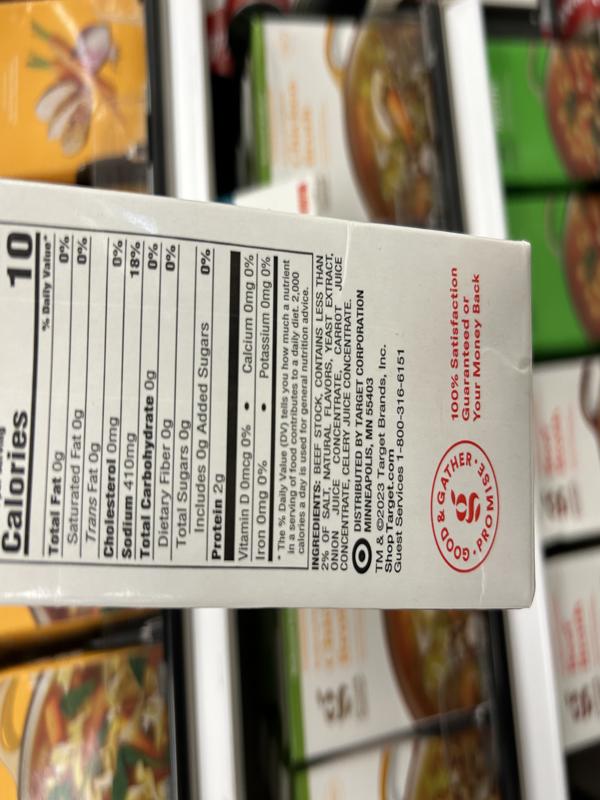 Calories 10
% Daily Value*
Total Fat 0g 0%
Saturated Fat 0g 0%
Trans Fat 0g
Cholesterol 0mg 0%
Sodium 410mg 18%
Total Carbohydrate 0g 0%
Dietary Fiber 0g 0%
Total Sugars 0g
Includes 0g Added Sugars 0%
Protein 2g
Vitamin D 0mcg 0% • Calcium 0mg 0%
Iron 0mg 0% • Potassium 0mg 0%
* The % Daily Value (DV) tells you how much a nutrient
in a serving of food contributes to a daily diet. 2,000
calories a day is used for general nutrition advice.
INGREDIENTS: BEEF STOCK, CONTAINS LESS THAN
2% OF SALT, NATURAL FLAVORS, YEAST EXTRACT,
ONION JUICE CONCENTRATE, CARROT JUICE
CONCENTRATE, CELERY JUICE CONCENTRATE.
DISTRIBUTED BY TARGET CORPORATION
MINNEAPOLIS, MN 55403
TM & ©2023 Target Brands, Inc.
Shop Target.com
Guest Services 1-800-316-6151
GOOD & GATHER
g
• PROMISE •
100% Satisfaction
Guaranteed or
Your Money Back